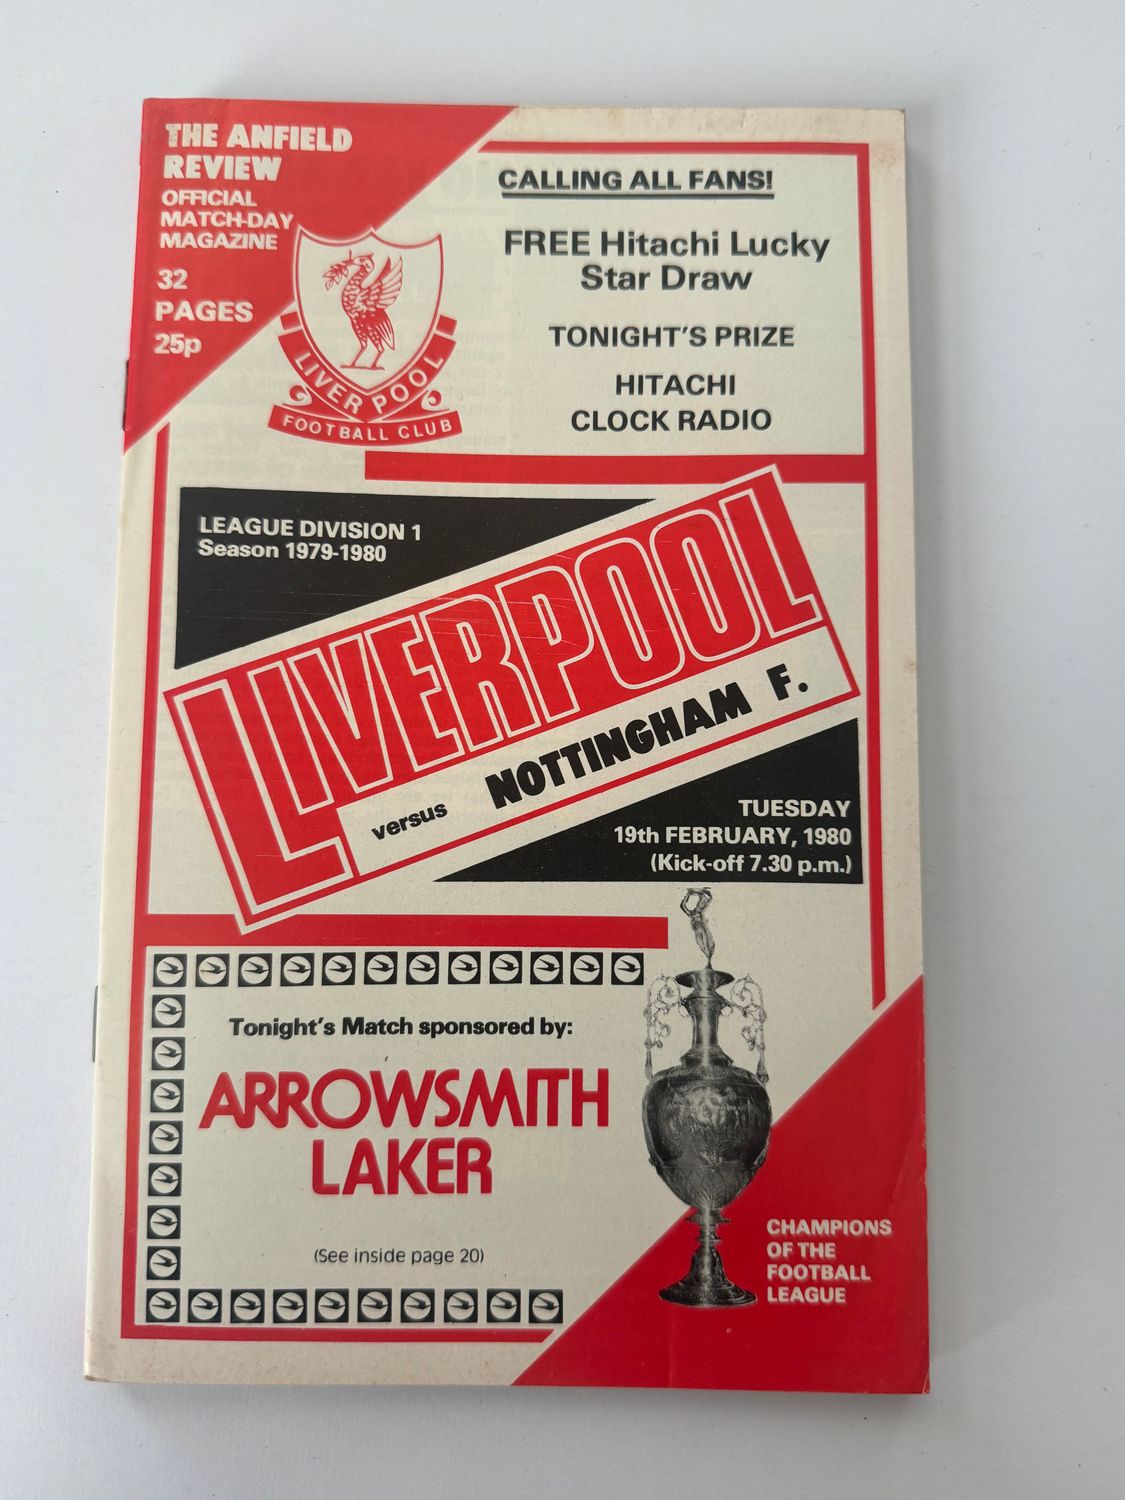 THE ANFIELD
REVIEW
OFFICIAL
MATCH-DAY
MAGAZINE
32
PAGES
25p
LIVERPOOL
FOOTBALL CLUB
CALLING ALL FANS!
FREE Hitachi Lucky
Star Draw
TONIGHT'S PRIZE
HITACHI
CLOCK RADIO
LEAGUE DIVISION 1
Season 1979-1980
LIVERPOOL
versus NOTTINGHAM F.
TUESDAY
19th FEBRUARY, 1980
(Kick-off 7.30 p.m.)
Tonight's Match sponsored by:
ARROWSMITH
LAKER
(See inside page 20)
CHAMPIONS
OF THE
FOOTBALL
LEAGUE